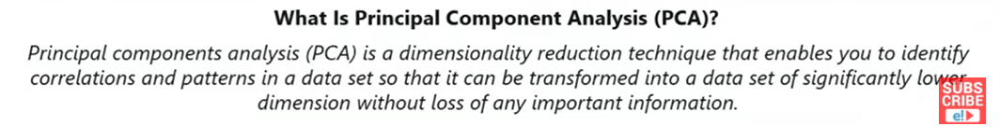 What Is Principal Component Analysis (PCA)?
Principal components analysis (PCA) is a dimensionality reduction technique that enables you to identify
correlations and patterns in a data set so that it can be transformed into a data set of significantly lower
dimension without loss of any important information.
SUBS
CRIBE
e!